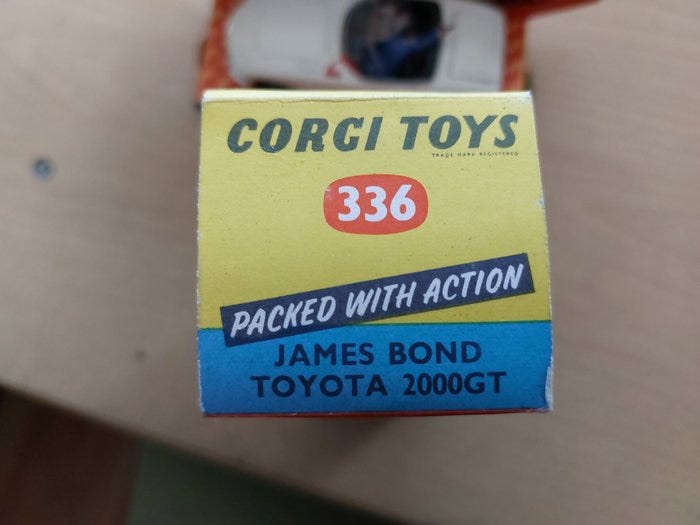 CORGI TOYS
TRADE MARK REGISTERED
336
PACKED WITH ACTION
JAMES BOND
TOYOTA 2000GT